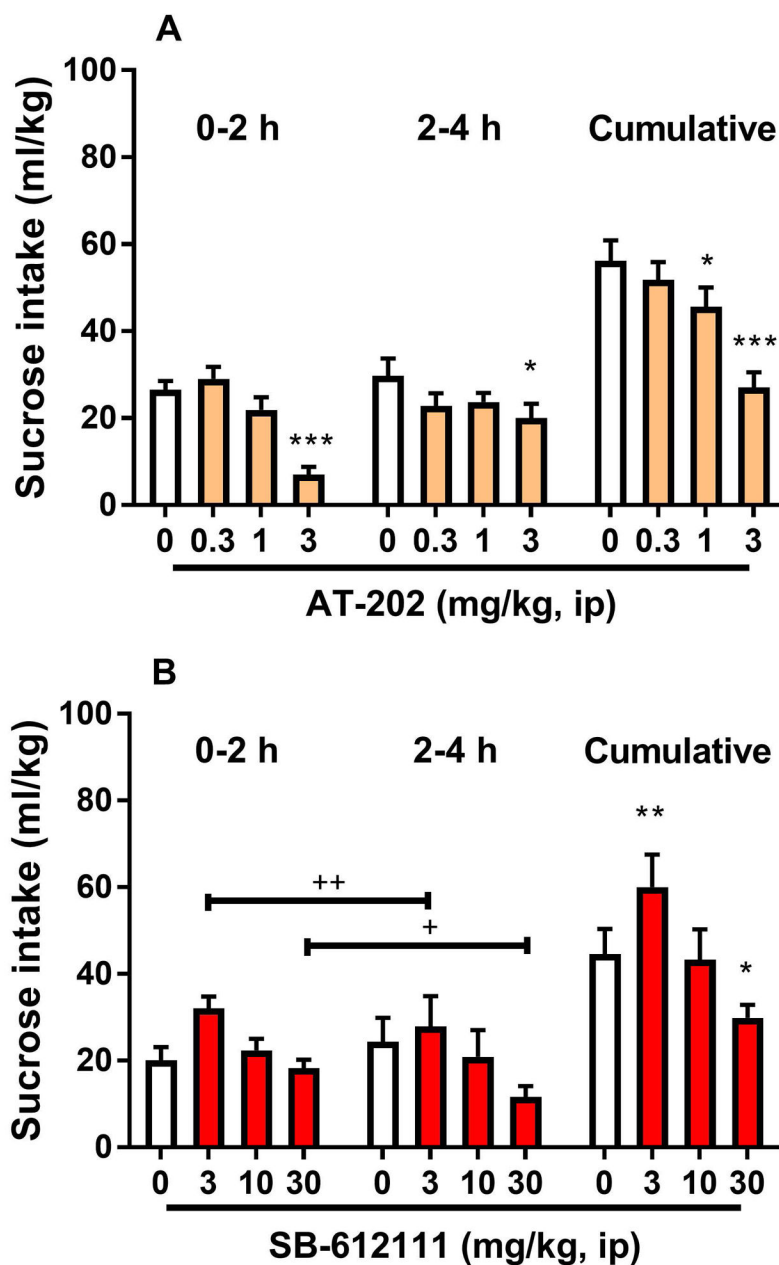 A
Sucrose intake (ml/kg)
100
80
60
40
20
0
0-2 h 2-4 h Cumulative
*** * * ***
0 0.3 1 3 0 0.3 1 3 0 0.3 1 3
AT-202 (mg/kg, ip)
B
Sucrose intake (ml/kg)
100
80
60
40
20
0
0-2 h 2-4 h Cumulative
**
++
+
*
0 3 10 30 0 3 10 30 0 3 10 30
SB-612111 (mg/kg, ip)